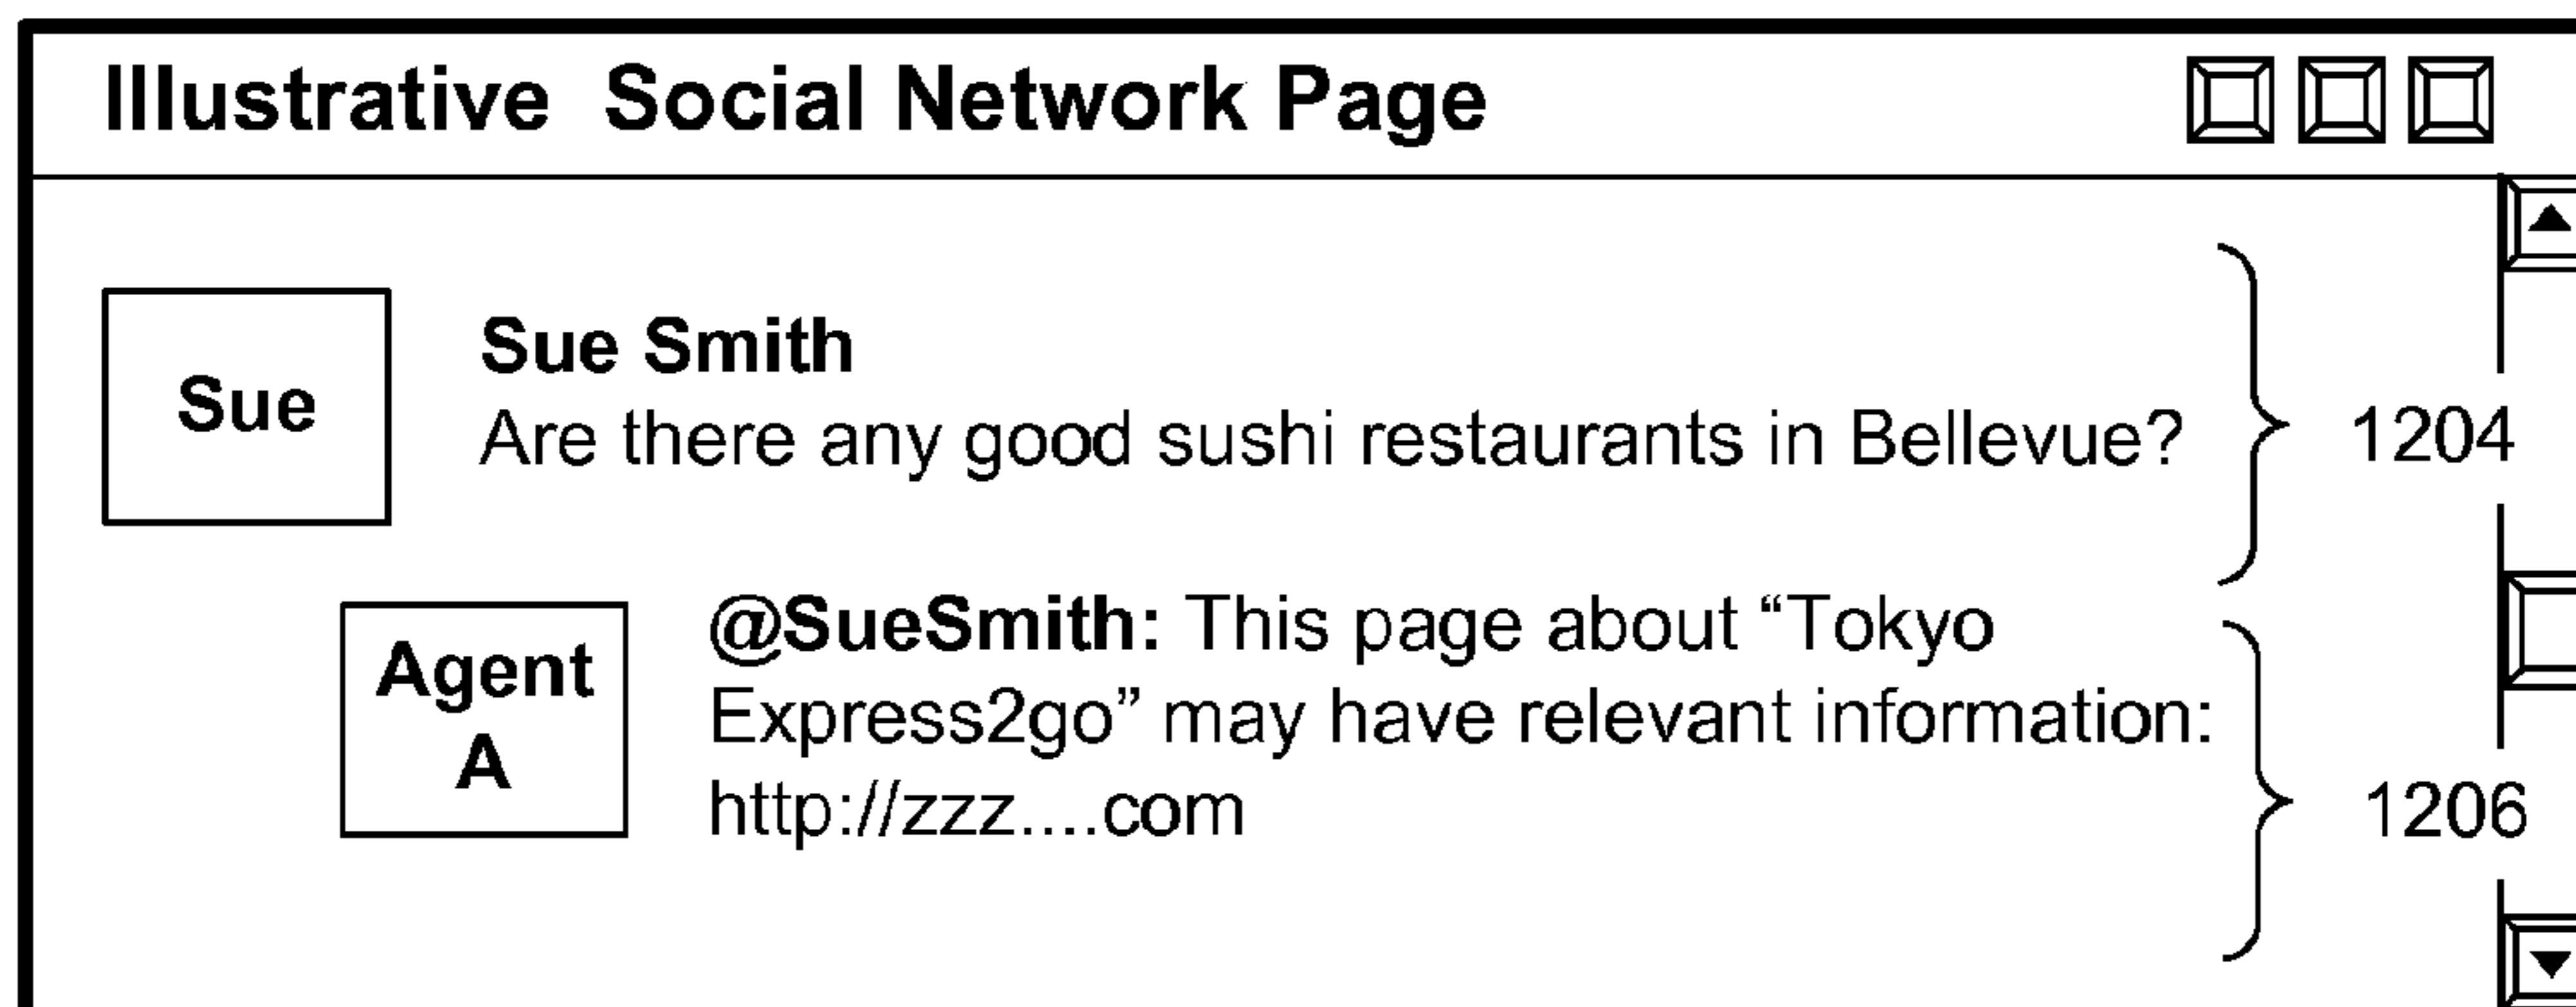 Illustrative Social Network Page
Sue
Sue Smith
Are there any good sushi restaurants in Bellevue?
1204
Agent
A
@SueSmith: This page about “Tokyo
Express2go” may have relevant information:
http://zzz....com
1206